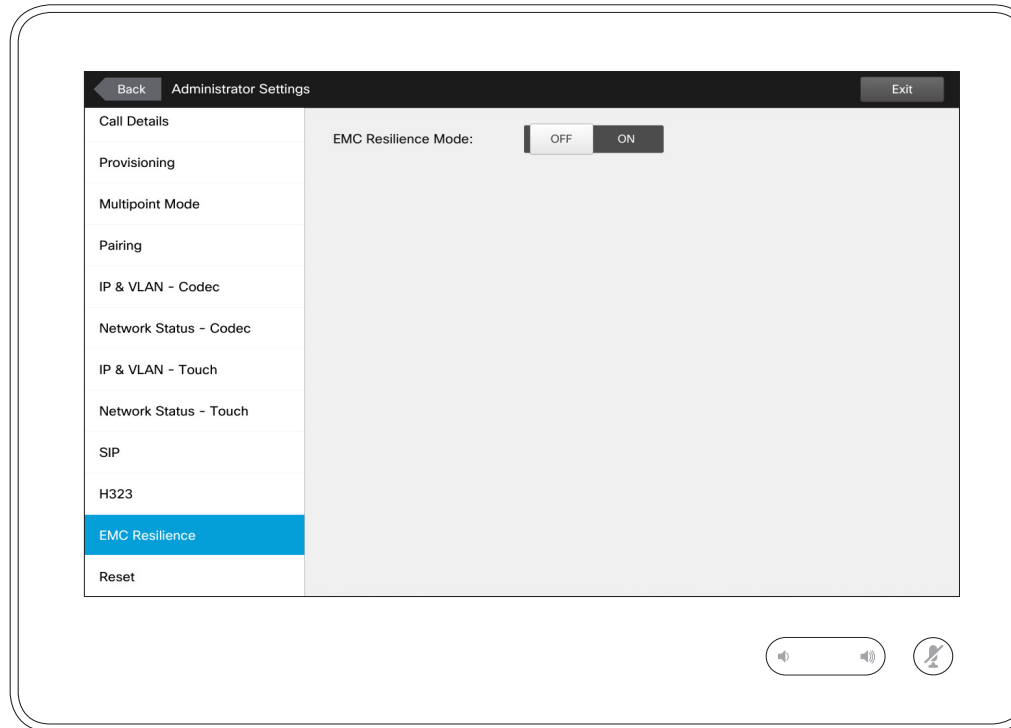 Back Administrator Settings Exit
Call Details
EMC Resilience Mode: OFF ON
Provisioning
Multipoint Mode
Pairing
IP & VLAN - Codec
Network Status - Codec
IP & VLAN - Touch
Network Status - Touch
SIP
H323
EMC Resilience
Reset